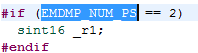 #if (EMDMP_NUM_PS == 2)
sint16 _r1;
#endif